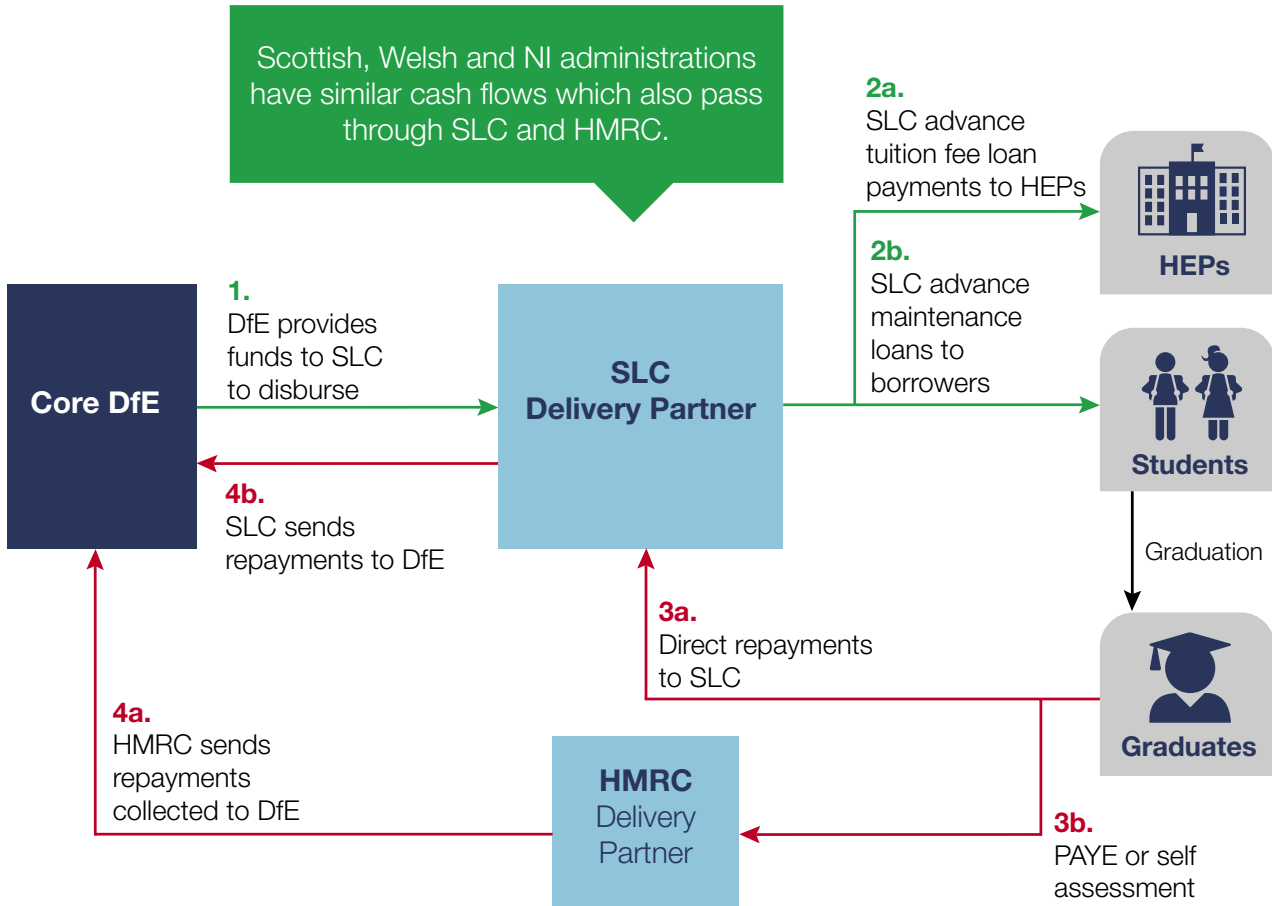 Scottish, Welsh and NI administrations
have similar cash flows which also pass
through SLC and HMRC.
2a.
SLC advance
tuition fee loan
payments to HEPs
HEPs
1.
DfE provides
funds to SLC
to disburse
2b.
SLC advance
maintenance
loans to
borrowers
Core DfE
SLC
Delivery Partner
Students
4b.
SLC sends
repayments to DfE
Graduation
3a.
Direct repayments
to SLC
4a.
HMRC sends
repayments
collected to DfE
Graduates
HMRC
Delivery
Partner
3b.
PAYE or self
assessment